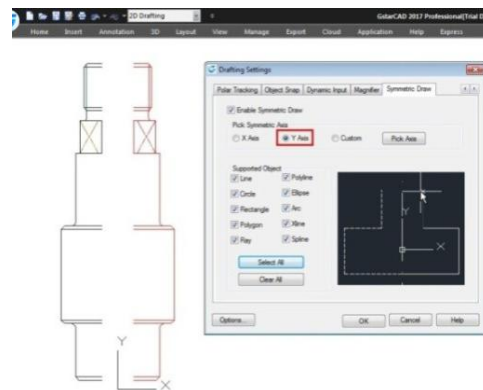 2D Drafting
GstarCAD 2017 Professional[Trial D
Home Insert Annotation 3D Layout View Manage Export Cloud Application Help Express
Drafting Settings
Polar Tracking Object Snap Dynamic Input Magnifier Symmetric Draw
Enable Symmetric Draw
Pick Symmetric Axis
X Axis Y Axis Custom Pick Axis
Supported Object
Line Polyline
Circle Ellipse
Rectangle Arc
Polygon Xline
Ray Spline
Select All
Clear All
Y
X
Options... OK Cancel Help
Y
X